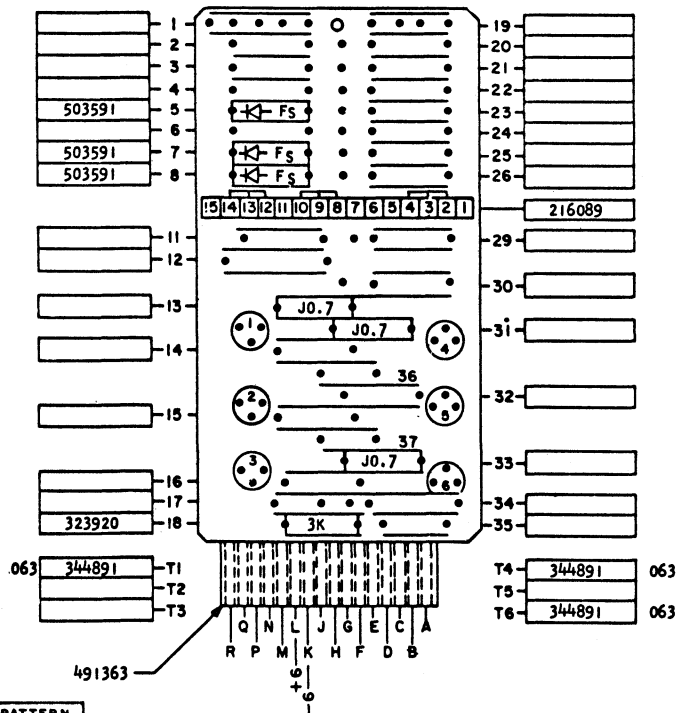 1 19
2 20
3 21
4 22
503591 5 FS 23
6 24
503591 7 FS 25
503591 8 FS 26
15 14 13 12 11 10 9 8 7 6 5 4 3 2 1 216089
11 29
12
30
13 J0.7
1 J0.7 4 31
14
36
2 5 32
15
37
3 J0.7 6 33
16
17 34
323920 18 3K 35
.063 344891 T1 T4 344891 063
T2 T5
T3 T6 344891 063
Q N L J G E C A
R P M K H F D B
491363 +6 -6
PATTERN